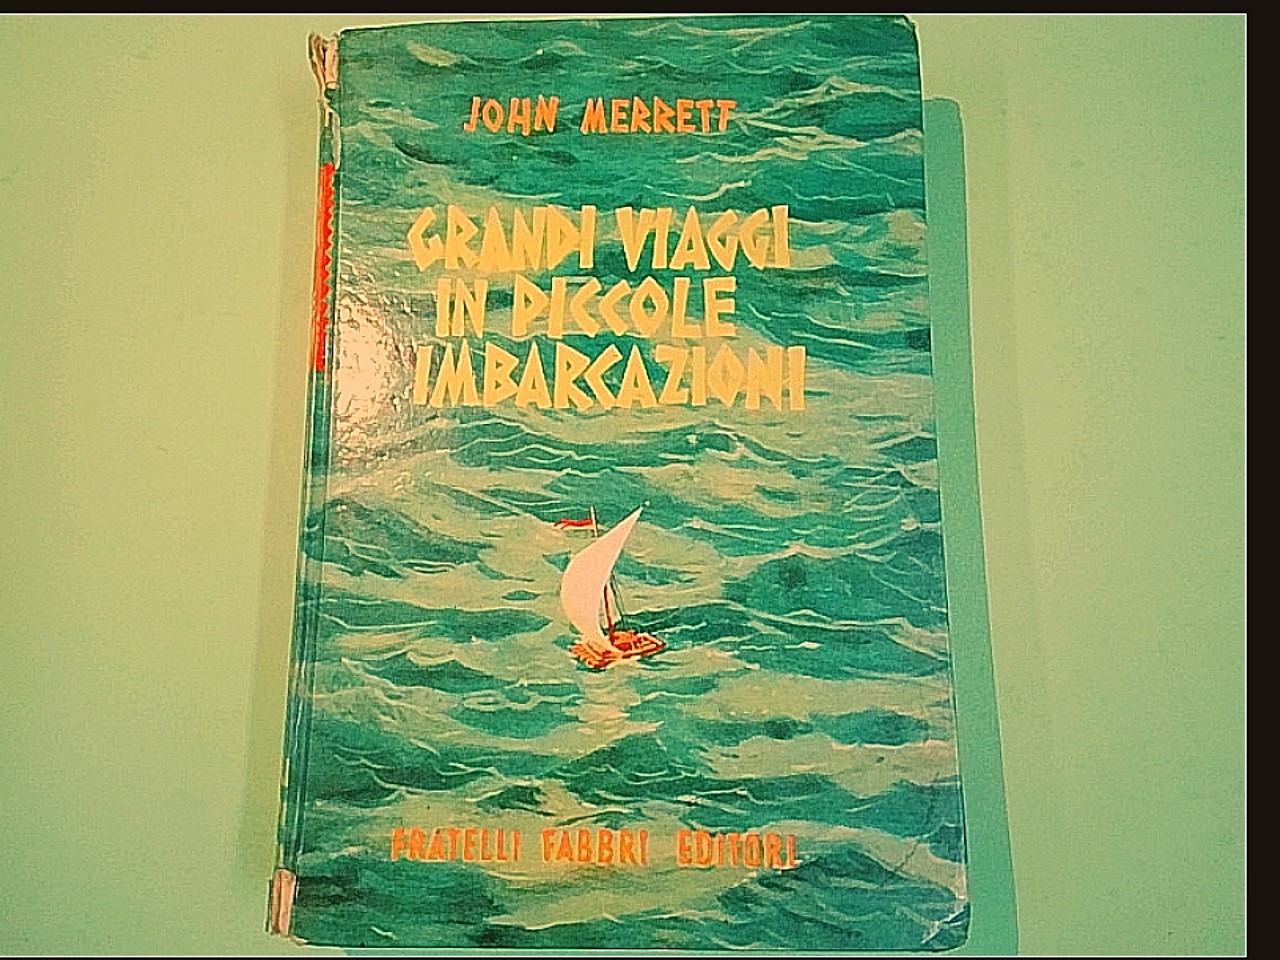 JOHN MERRETT
GRANDI VIAGGI
IN PICCOLE
IMBARCAZIONI
FRATELLI FABBRI EDITORI